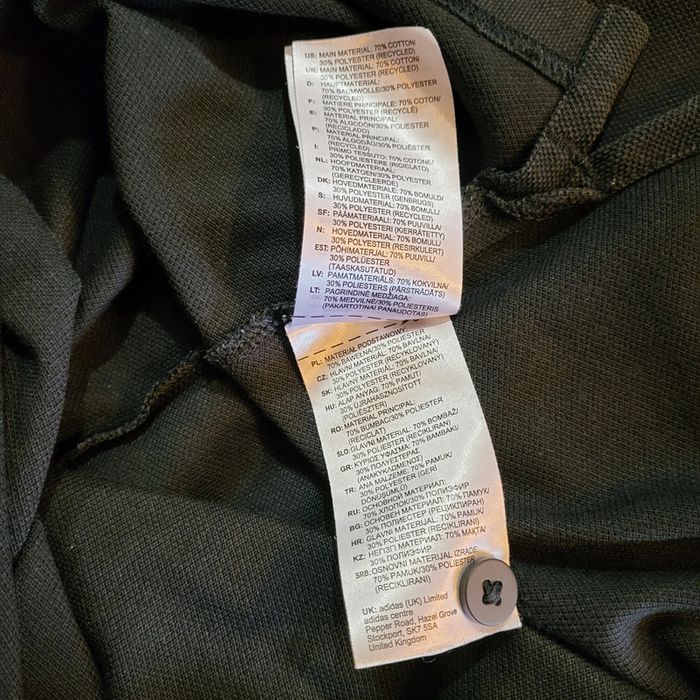 US: MAIN MATERIAL: 70% COTTON/
30% POLYESTER (RECYCLED)
UK: MAIN MATERIAL: 70% COTTON/
30% POLYESTER (RECYCLED)
D: HAUPTMATERIAL:
70% BAUMWOLLE/30% POLYESTER
(RECYCLED)
F: MATIERE PRINCIPALE: 70% COTON/
30% POLYESTER (RECYCLÉ)
E: MATERIAL PRINCIPAL:
70% ALGODÓN/30% POLIESTER
(RECICLADO)
P: MATERIAL PRINCIPAL:
70% ALGODÃO/30% POLIÉSTER
(RECYCLED)
I: PRIMO TESSUTO: 70% COTONE/
30% POLIESTERE (RICICLATO)
NL: HOOFDMATERIAAL:
70% KATOEN/30% POLYESTER
(GERECYCLEERDE)
DK: HOVEDMATERIALE: 70% BOMULD/
30% POLYESTER (GENBRUGS)
S: HUVUDMATERIAL: 70% BOMULL/
30% POLYESTER (RECYCLED)
SF: PÄÄMATERIAALI: 70% PUUVILLA/
30% POLYESTERI (KIERRÄTETTY)
N: HOVEDMATERIAL: 70% BOMULL/
30% POLYESTER (RESIRKULERT)
EST: PÕHIMATERJAL: 70% PUUVILL/
30% POLÜESTER
(TAASKASUTATUD)
LV: PAMATMATERIĀLS: 70% KOKVILNA/
30% POLIESTERS (PĀRSTRĀDĀTS)
LT: PAGRINDINĖ MEDŽIAGA:
70% MEDVILNĖ/30% POLIESTERIS
(PAKARTOTINAI PANAUDOTAS)
PL: MATERIAŁ PODSTAWOWY:
70% BAWEŁNA/30% POLIESTER
CZ: HLAVNÍ MATERIÁL: 70% BAVLNA/
30% POLYESTER (RECYKLOVANÝ)
SK: HLAVNÝ MATERIÁL: 70% BAVLNA/
30% POLYESTER (RECYKLOVANÝ)
HU: ALAP ANYAG: 70% PAMUT/
30% (ÚJRAHASZNOSÍTOTT
(POLIÉSZTER)
RO: MATERIAL PRINCIPAL:
70% BUMBAC/30% POLIESTER
(RECICLAT)
SLO: GLAVNI MATERIAL: 70% BOMBAŽ/
30% POLIESTER (RECIKLIRAN)
GR: ΚΥΡΙΟΣ ΥΦΑΣΜΑ: 70% ΒΑΜΒΑΚΙ/
30% ΠΟΛΥΕΣΤΕΡΑΣ
(ΑΝΑΚΥΚΛΩΜΕΝΟΣ)
TR: ANA MALZEME: 70% PAMUK/
30% POLYESTER (GERİ
DÖNÜŞÜMLÜ)
RU: ОСНОВНОЙ МАТЕРИАЛ:
70% ХЛОПОК/30% ПОЛИЭФИР
BG: ОСНОВЕН МАТЕРИАЛ: 70% ПАМУК/
30% ПОЛИЕСТЕР (РЕЦИКЛИРАН)
HR: GLAVNI MATERIJAL: 70% PAMUK/
30% POLIESTER (RECIKLIRANI)
KZ: НЕГІЗГІ МАТЕРИАЛ: 70% МАҚТА/
30% ПОЛИЭФИР
SRB: OSNOVNI MATERIJAL IZRADE:
70% PAMUK/30% POLIESTER
(RECIKLIRANI)
UK: adidas (UK) Limited
adidas centre
Pepper Road, Hazel Grove
Stockport, SK7 5SA
United Kingdom